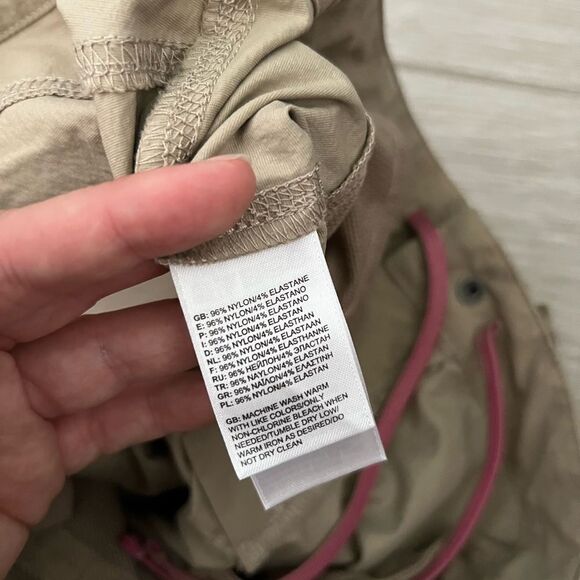 GB: 96% NYLON/4% ELASTANE
E: 96% NYLON/4% ELASTANO
P: 96% NYLON/4% ELASTANO
I: 96% NYLON/4% ELASTAN
D: 96% NYLON/4% ELASTAN
NL: 96% NYLON/4% ELASTHAN
F: 96% NYLON/4% ELASTHANNE
RU: 96% НЕЙЛОН/4% ЭЛАСТАН
TR: 96% NAYLON/4% ELASTAN
GR: 96% ΝΑΪΛΟΝ/4% ΕΛΑΣΤΙΝΗ
PL: 96% NYLON/4% ELASTAN
GB: MACHINE WASH WARM
WITH LIKE COLORS/ONLY
NON-CHLORINE BLEACH WHEN
NEEDED/TUMBLE DRY LOW/
WARM IRON AS DESIRED/DO
NOT DRY CLEAN